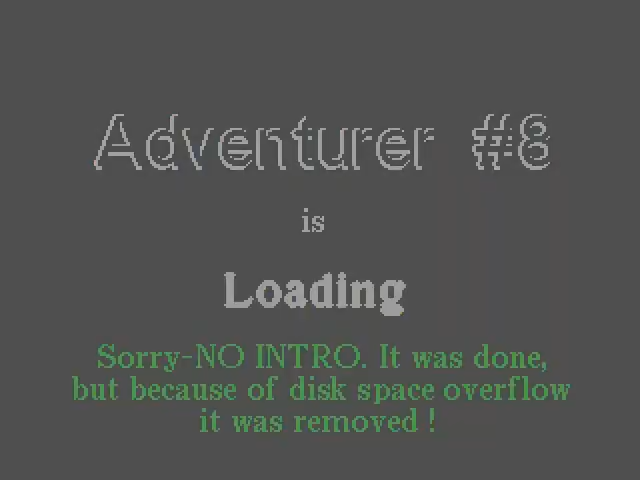 Adventurer #8
is
Loading
Sorry-NO INTRO. It was done,
but because of disk space overflow
it was removed !